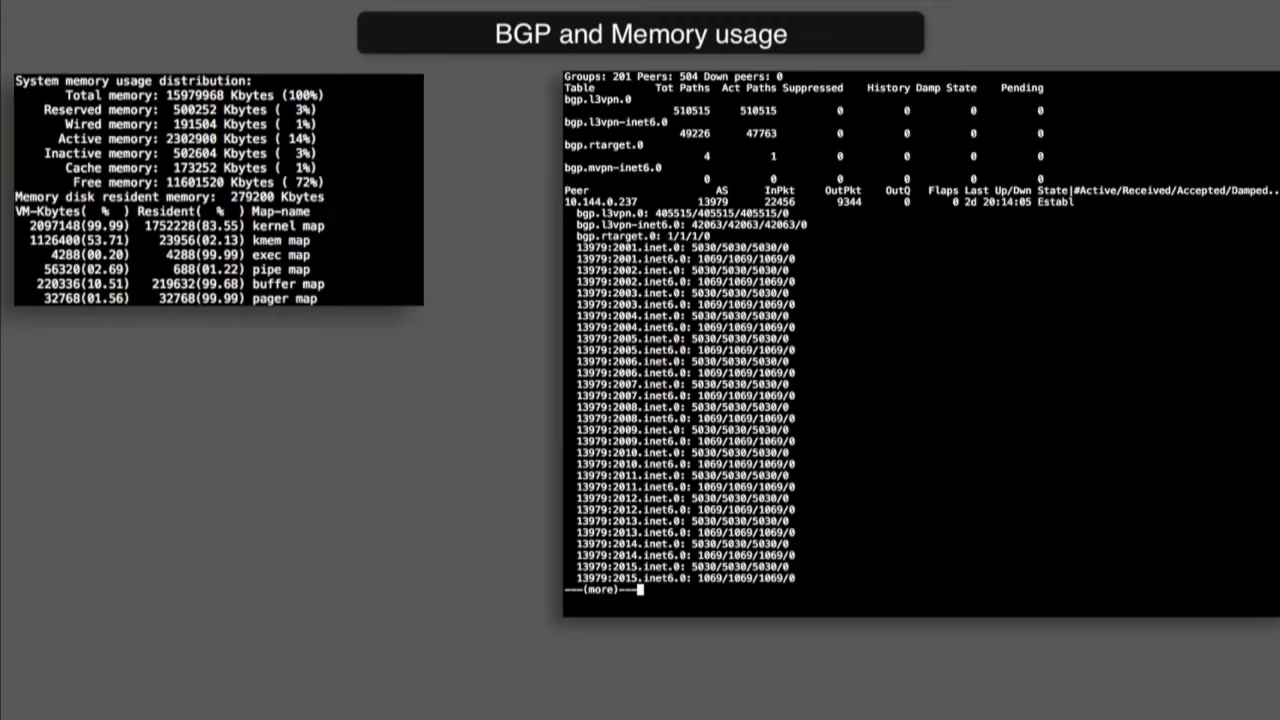 BGP and Memory usage
System memory usage distribution:
Total memory: 15979968 Kbytes (100%)
Reserved memory: 500252 Kbytes ( 3%)
Wired memory: 191504 Kbytes ( 1%)
Active memory: 2302900 Kbytes ( 14%)
Inactive memory: 502604 Kbytes ( 3%)
Cache memory: 173252 Kbytes ( 1%)
Free memory: 11601520 Kbytes ( 72%)
Memory disk resident memory: 279200 Kbytes
VM-Kbytes( % ) Resident( % ) Map-name
2097148(99.99) 1752228(83.55) kernel map
1126400(53.71) 23956(02.13) kmem map
4288(00.20) 4288(99.99) exec map
56320(02.69) 688(01.22) pipe map
220336(10.51) 219632(99.68) buffer map
32768(01.56) 32768(99.99) pager map
Groups: 201 Peers: 504 Down peers: 0
Table Tot Paths Act Paths Suppressed History Damp State Pending
bgp.l3vpn.0
510515 510515 0 0 0 0
bgp.l3vpn-inet6.0
49226 47763 0 0 0 0
bgp.rtarget.0
4 1 0 0 0 0
bgp.mvpn-inet6.0
0 0 0 0 0 0
Peer AS InPkt OutPkt OutQ Flaps Last Up/Dwn State|#Active/Received/Accepted/Damped..
10.144.0.237 13979 22456 9344 0 0 2d 20:14:05 Establ
bgp.l3vpn.0: 405515/405515/405515/0
bgp.l3vpn-inet6.0: 42063/42063/42063/0
bgp.rtarget.0: 1/1/1/0
13979:2001.inet.0: 5030/5030/5030/0
13979:2001.inet6.0: 1069/1069/1069/0
13979:2002.inet.0: 5030/5030/5030/0
13979:2002.inet6.0: 1069/1069/1069/0
13979:2003.inet.0: 5030/5030/5030/0
13979:2003.inet6.0: 1069/1069/1069/0
13979:2004.inet.0: 5030/5030/5030/0
13979:2004.inet6.0: 1069/1069/1069/0
13979:2005.inet.0: 5030/5030/5030/0
13979:2005.inet6.0: 1069/1069/1069/0
13979:2006.inet.0: 5030/5030/5030/0
13979:2006.inet6.0: 1069/1069/1069/0
13979:2007.inet.0: 5030/5030/5030/0
13979:2007.inet6.0: 1069/1069/1069/0
13979:2008.inet.0: 5030/5030/5030/0
13979:2008.inet6.0: 1069/1069/1069/0
13979:2009.inet.0: 5030/5030/5030/0
13979:2009.inet6.0: 1069/1069/1069/0
13979:2010.inet.0: 5030/5030/5030/0
13979:2010.inet6.0: 1069/1069/1069/0
13979:2011.inet.0: 5030/5030/5030/0
13979:2011.inet6.0: 1069/1069/1069/0
13979:2012.inet.0: 5030/5030/5030/0
13979:2012.inet6.0: 1069/1069/1069/0
13979:2013.inet.0: 5030/5030/5030/0
13979:2013.inet6.0: 1069/1069/1069/0
13979:2014.inet.0: 5030/5030/5030/0
13979:2014.inet6.0: 1069/1069/1069/0
13979:2015.inet.0: 5030/5030/5030/0
13979:2015.inet6.0: 1069/1069/1069/0
---(more)---